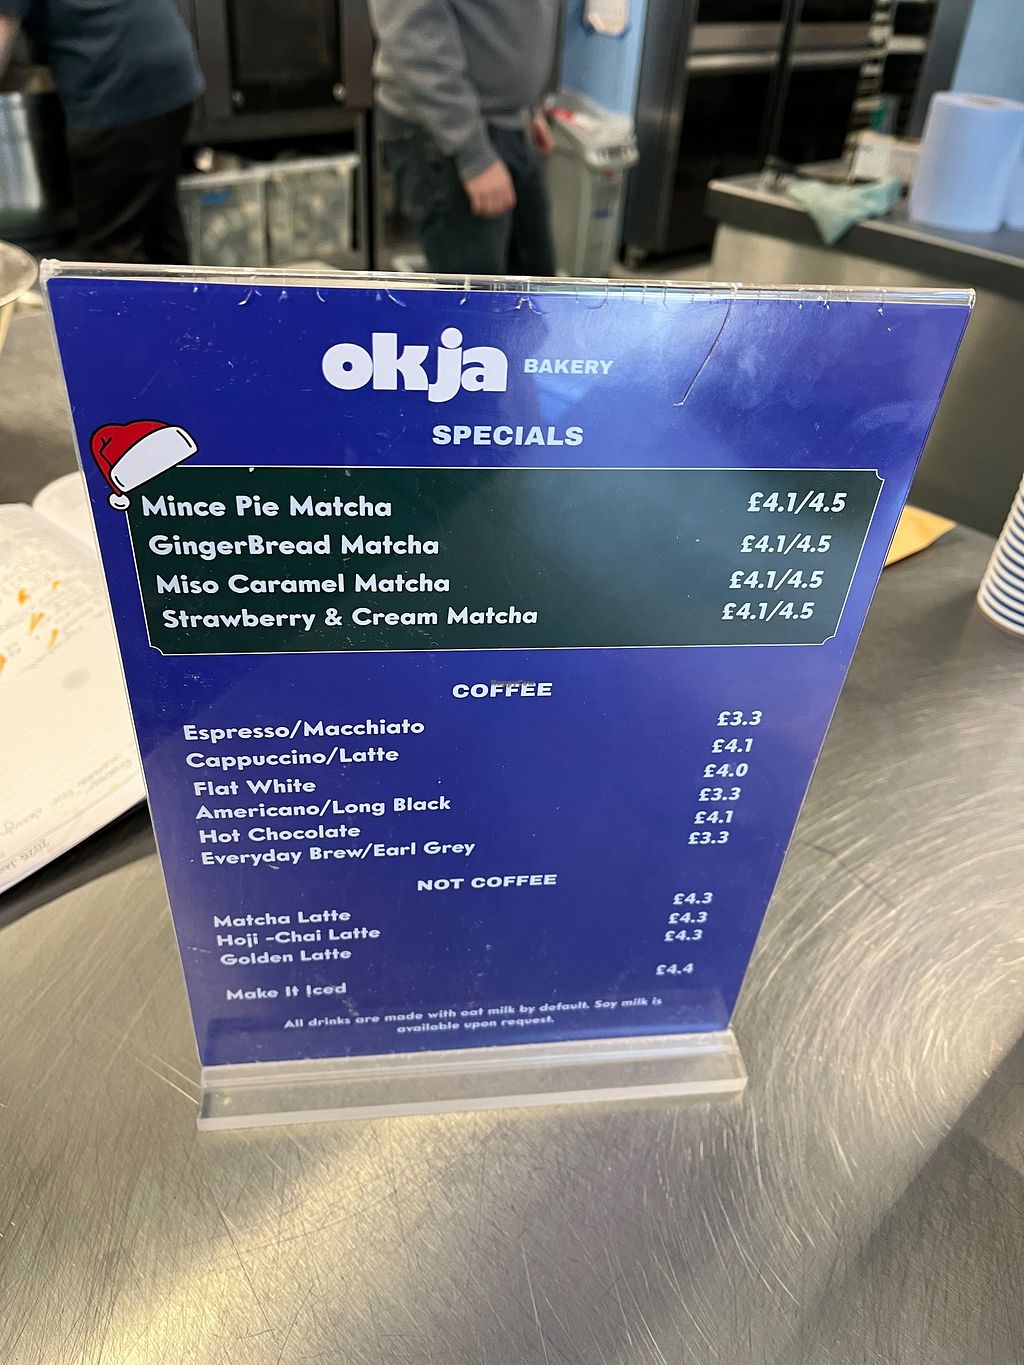 okja BAKERY
SPECIALS
Mince Pie Matcha £4.1/4.5
GingerBread Matcha £4.1/4.5
Miso Caramel Matcha £4.1/4.5
Strawberry & Cream Matcha £4.1/4.5
COFFEE
Espresso/Macchiato £3.3
Cappuccino/Latte £4.1
Flat White £4.0
Americano/Long Black £3.3
Hot Chocolate £4.1
Everyday Brew/Earl Grey £3.3
NOT COFFEE
Matcha Latte £4.3
Hoji -Chai Latte £4.3
Golden Latte £4.3
Make It Iced £4.4
All drinks are made with oat milk by default. Soy milk is
available upon request.